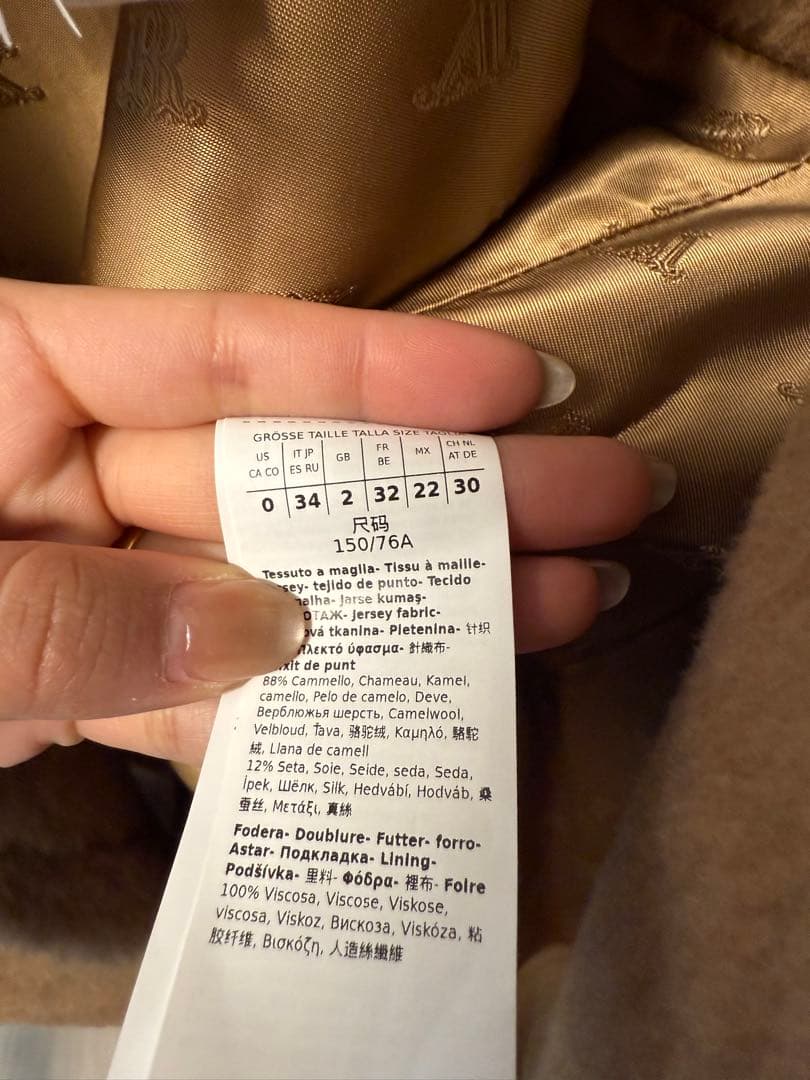 GRÖSSE TAILLE TALLA SIZE
US CA CO IT JP ES RU GB FR BE MX CH NL AT DE
0 34 2 32 22 30
尺码
150/76A
Tessuto a maglia- Tissu à maille-
tejido de punto- Tecido
Jarse kumaş-
Jersey fabric-
tkanina- Pletenina- 针织
ύφασμα- 針織布-
de punt
88% Cammello, Chameau, Kamel,
camello, Pelo de camelo, Deve,
Верблюжья шерсть, Camelwool,
Velbloud, Ťava, 骆驼绒, Καμηλό, 駱駝
絨, Llana de camell
12% Seta, Soie, Seide, seda, Seda,
İpek, Шёлк, Silk, Hedvábí, Hodváb, 桑
蚕丝, Μετάξι, 真絲
Fodera- Doublure- Futter- forro-
Astar- Подкладка- Lining-
Podšívka- 里料- Φόδρα- 裡布- Folre
100% Viscosa, Viscose, Viskose,
viscosa, Viskoz, Вискоза, Viskóza, 粘
胶纤维, Βισκόζη, 人造絲纖維